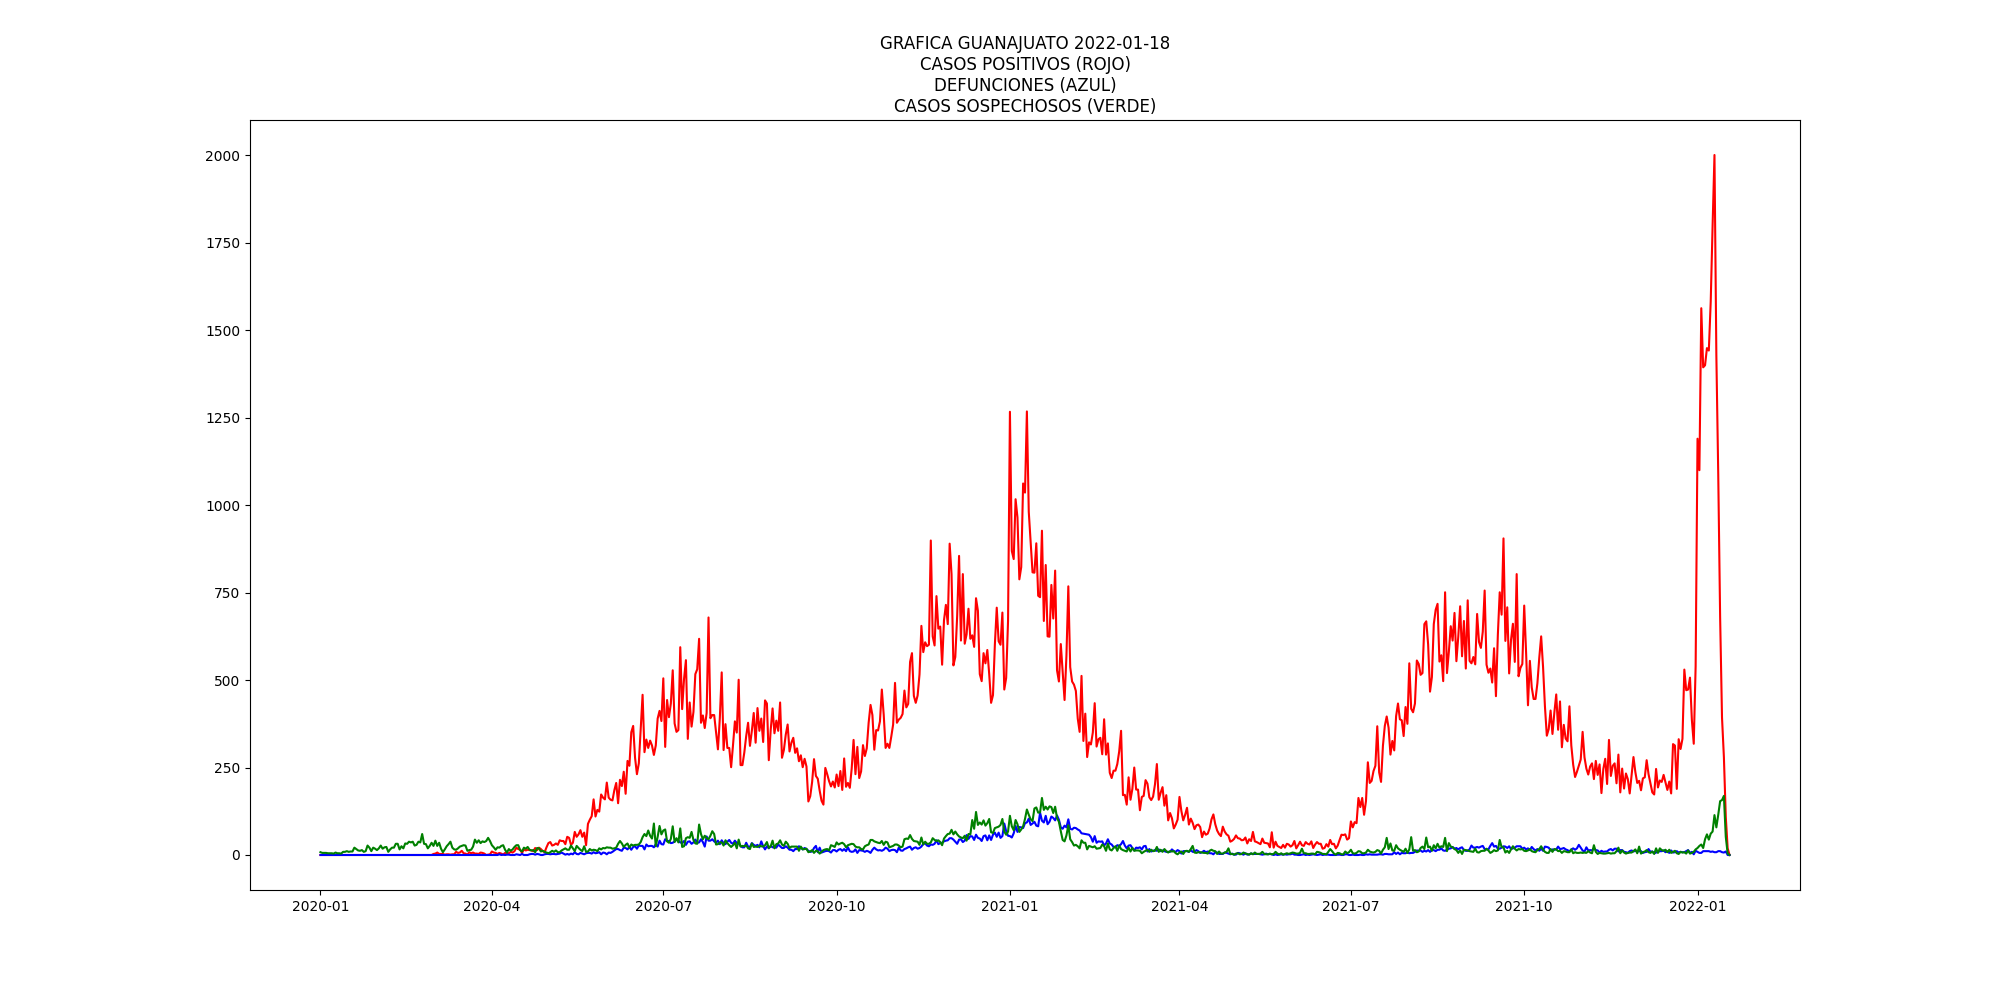 GRAFICA GUANAJUATO 2022-01-18
CASOS POSITIVOS (ROJO)
DEFUNCIONES (AZUL)
CASOS SOSPECHOSOS (VERDE)
2000
1750
1500
1250
1000
750
500
250
0
2020-01 2020-04 2020-07 2020-10 2021-01 2021-04 2021-07 2021-10 2022-01